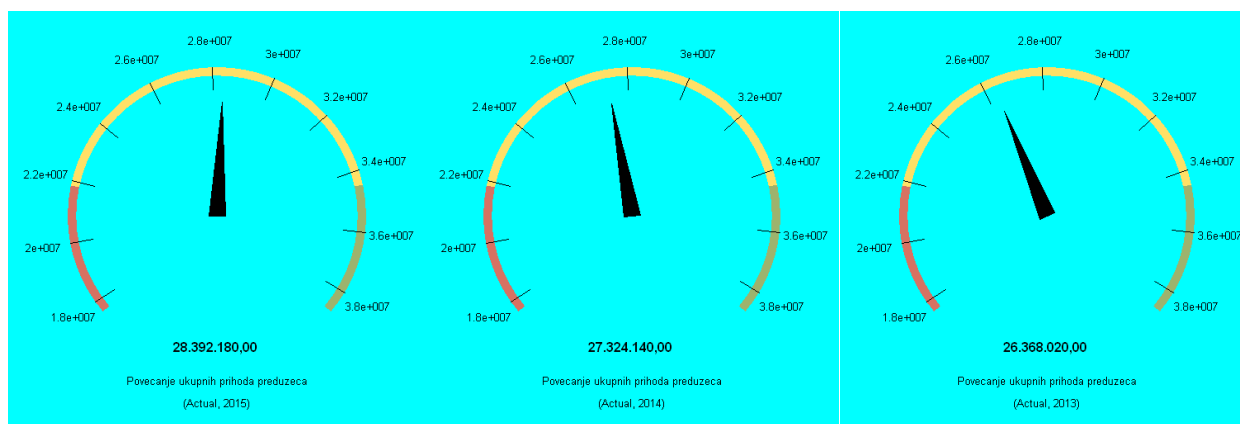 1.8e+007
2e+007
2.2e+007
2.4e+007
2.6e+007
2.8e+007
3e+007
3.2e+007
3.4e+007
3.6e+007
3.8e+007
28.392.180,00
Povecanje ukupnih prihoda preduzeca
(Actual, 2015)
1.8e+007
2e+007
2.2e+007
2.4e+007
2.6e+007
2.8e+007
3e+007
3.2e+007
3.4e+007
3.6e+007
3.8e+007
27.324.140,00
Povecanje ukupnih prihoda preduzeca
(Actual, 2014)
1.8e+007
2e+007
2.2e+007
2.4e+007
2.6e+007
2.8e+007
3e+007
3.2e+007
3.4e+007
3.6e+007
3.8e+007
26.368.020,00
Povecanje ukupnih prihoda preduzeca
(Actual, 2013)